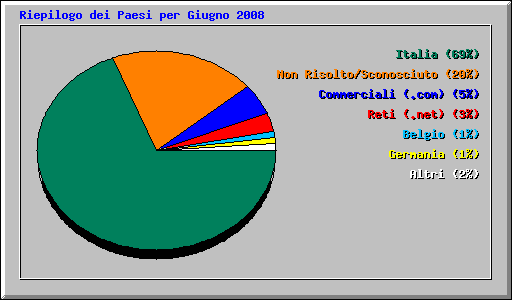 Riepilogo dei Paesi per Giugno 2008
Italia (69%)
Non Risolto/Sconosciuto (20%)
Commerciali (.com) (5%)
Reti (.net) (3%)
Belgio (1%)
Germania (1%)
Altri (2%)